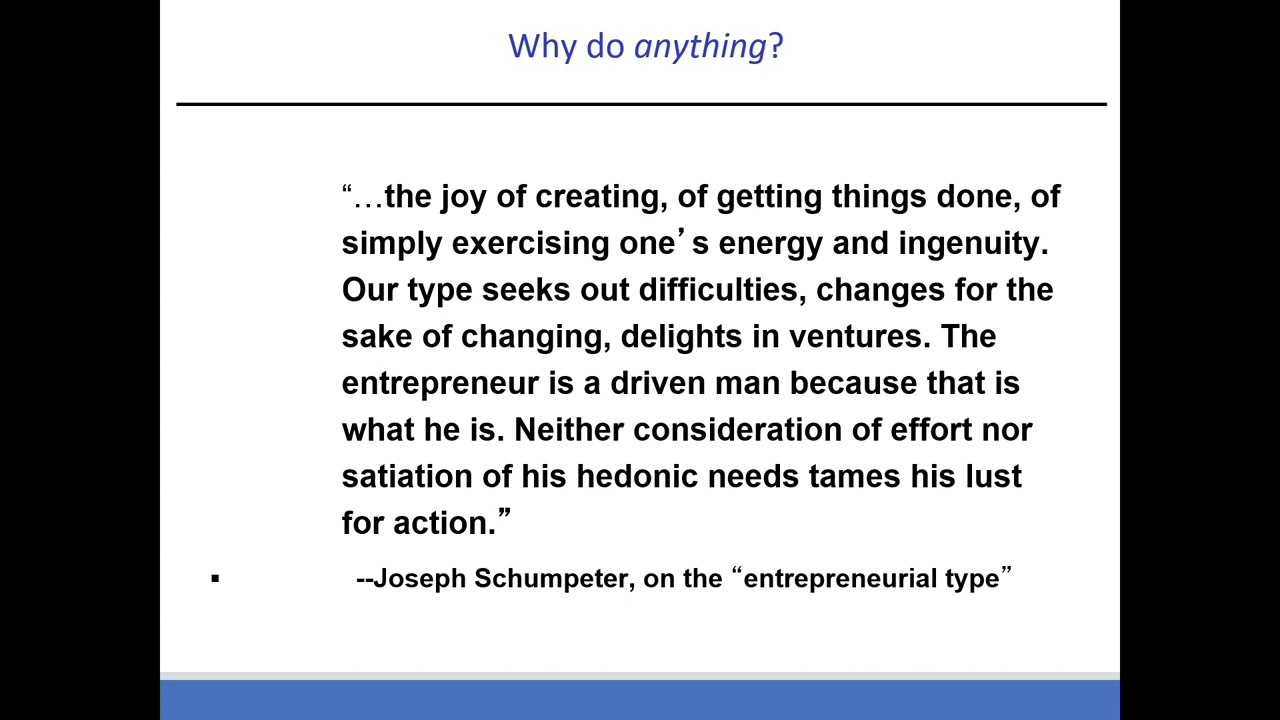 Why do anything?
“…the joy of creating, of getting things done, of
simply exercising one’s energy and ingenuity.
Our type seeks out difficulties, changes for the
sake of changing, delights in ventures. The
entrepreneur is a driven man because that is
what he is. Neither consideration of effort nor
satiation of his hedonic needs tames his lust
for action.”
▪ --Joseph Schumpeter, on the “entrepreneurial type”